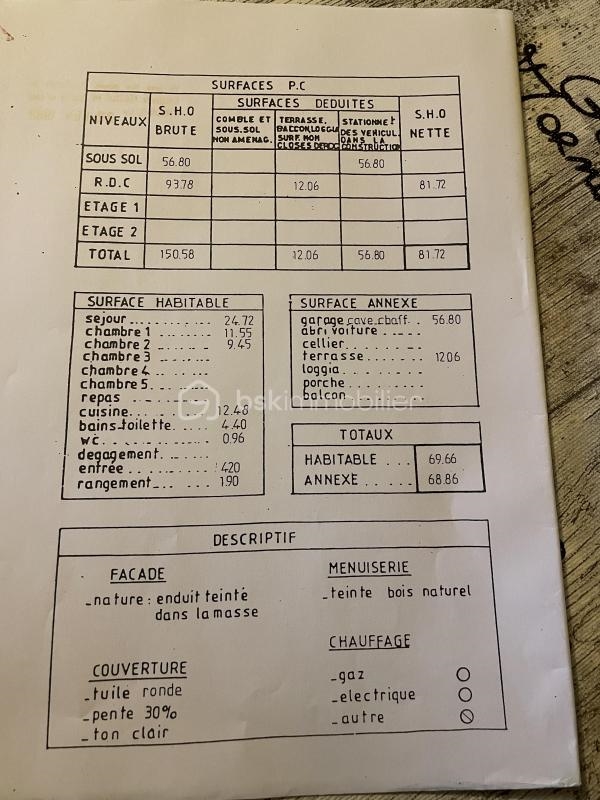 SURFACES P.C
NIVEAUX S.H.O BRUTE SURFACES DEDUITES S.H.O NETTE
COMBLE ET SOUS.SOL NON AMENAG. TERRASSE, BALCON, LOGGIA SURF. NON CLOSES DE RDC STATIONNET DES VEHICUL. DANS LA CONSTRUCTION
SOUS SOL 56.80 56.80
R.D.C 93.78 12.06 81.72
ETAGE 1
ETAGE 2
TOTAL 150.58 12.06 56.80 81.72
SURFACE HABITABLE
sejour........... 24.72
chambre 1 ....... 11.55
chambre 2 ....... 9.45
chambre 3 .......
chambre 4 .......
chambre 5 .......
repas .......
cuisine....... 12.48
bains-toilette.... 4.40
wc........... 0.96
degagement.......
entrée ....... 4.20
rangement ....... 1.90
SURFACE ANNEXE
garage cave chaff.. 56.80
abri voiture ......
cellier.........
terrasse....... 12.06
loggia.........
porche.........
balcon.........
TOTAUX
HABITABLE ... 69.66
ANNEXE ..... 68.86
bskimmobilier
DESCRIPTIF
FACADE
_nature: enduit teinté
dans la masse
COUVERTURE
_tuile ronde
_pente 30%
_ton clair
MENUISERIE
_teinte bois naturel
CHAUFFAGE
_gaz
_electrique
_autre